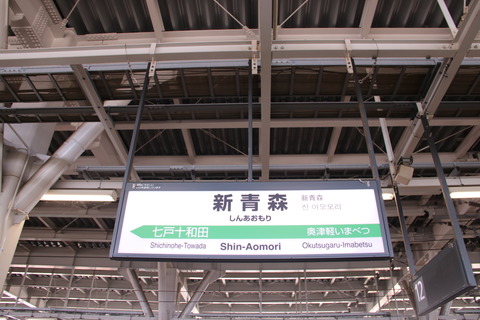 新青森
しんあおもり
新青森
신아오모리
七戸十和田
Shichinohe-Towada
Shin-Aomori
奥津軽いまべつ
Okutsugaru-Imabetsu
12